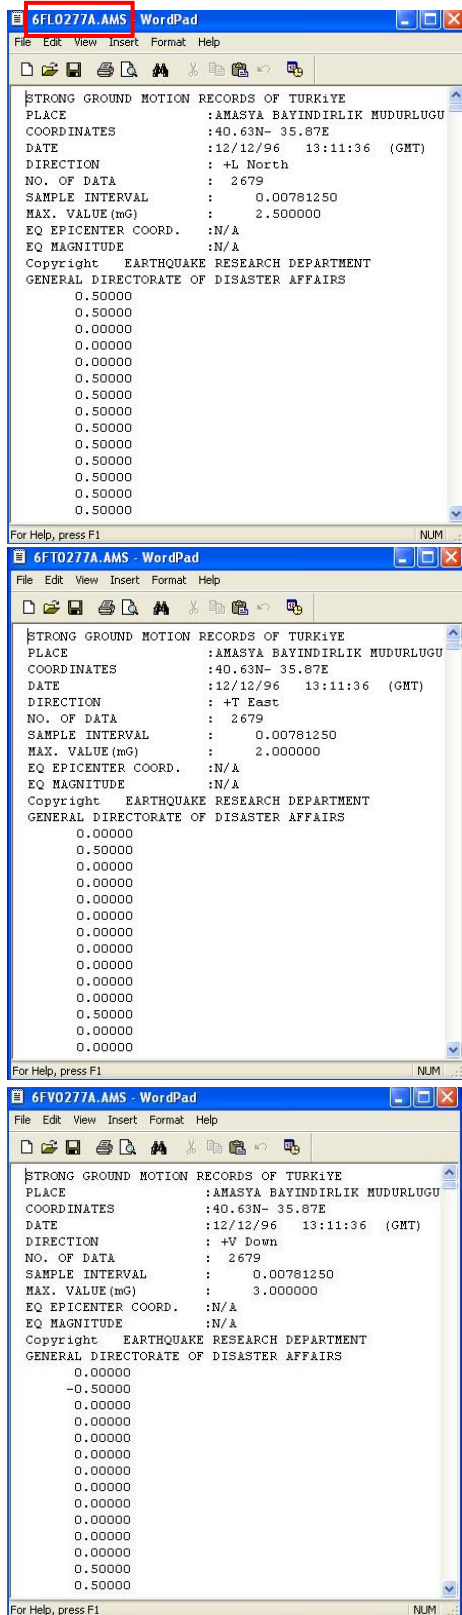 6FL0277A.AMS - WordPad
File Edit View Insert Format Help
STRONG GROUND MOTION RECORDS OF TURKiYE
PLACE :AMASYA BAYINDIRLIK MUDURLUGU
COORDINATES :40.63N- 35.87E
DATE :12/12/96 13:11:36 (GMT)
DIRECTION : +L North
NO. OF DATA : 2679
SAMPLE INTERVAL : 0.00781250
MAX. VALUE(mG) : 2.500000
EQ EPICENTER COORD. :N/A
EQ MAGNITUDE :N/A
Copyright EARTHQUAKE RESEARCH DEPARTMENT
GENERAL DIRECTORATE OF DISASTER AFFAIRS
0.50000
0.50000
0.00000
0.00000
0.00000
0.50000
0.50000
0.50000
0.50000
0.50000
0.50000
0.50000
0.50000
0.50000
For Help, press F1 NUM
6FT0277A.AMS - WordPad
File Edit View Insert Format Help
STRONG GROUND MOTION RECORDS OF TURKiYE
PLACE :AMASYA BAYINDIRLIK MUDURLUGU
COORDINATES :40.63N- 35.87E
DATE :12/12/96 13:11:36 (GMT)
DIRECTION : +T East
NO. OF DATA : 2679
SAMPLE INTERVAL : 0.00781250
MAX. VALUE(mG) : 2.000000
EQ EPICENTER COORD. :N/A
EQ MAGNITUDE :N/A
Copyright EARTHQUAKE RESEARCH DEPARTMENT
GENERAL DIRECTORATE OF DISASTER AFFAIRS
0.00000
0.50000
0.00000
0.00000
0.00000
0.00000
0.00000
0.00000
0.00000
0.00000
0.00000
0.50000
0.00000
0.00000
For Help, press F1 NUM
6FV0277A.AMS - WordPad
File Edit View Insert Format Help
STRONG GROUND MOTION RECORDS OF TURKiYE
PLACE :AMASYA BAYINDIRLIK MUDURLUGU
COORDINATES :40.63N- 35.87E
DATE :12/12/96 13:11:36 (GMT)
DIRECTION : +V Down
NO. OF DATA : 2679
SAMPLE INTERVAL : 0.00781250
MAX. VALUE(mG) : 3.000000
EQ EPICENTER COORD. :N/A
EQ MAGNITUDE :N/A
Copyright EARTHQUAKE RESEARCH DEPARTMENT
GENERAL DIRECTORATE OF DISASTER AFFAIRS
0.00000
-0.50000
0.00000
0.00000
0.00000
0.00000
0.00000
0.00000
0.00000
0.00000
0.00000
0.00000
0.50000
0.50000
For Help, press F1 NUM